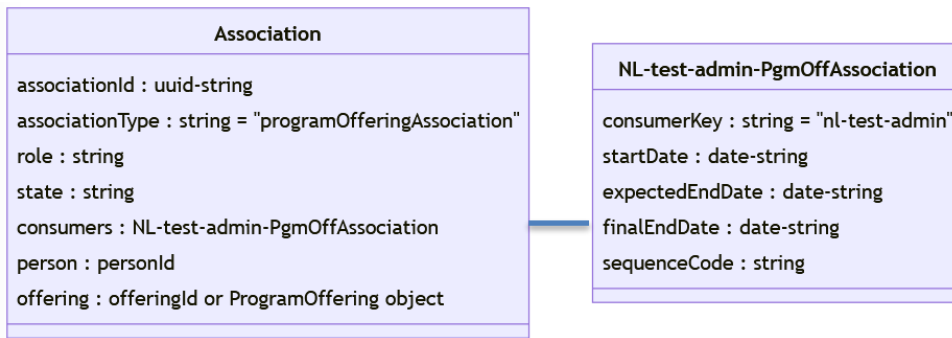 Association
associationId : uuid-string
associationType : string = "programOfferingAssociation"
role : string
state : string
consumers : NL-test-admin-PgmOffAssociation
person : personId
offering : offeringId or ProgramOffering object
NL-test-admin-PgmOffAssociation
consumerKey : string = "nl-test-admin"
startDate : date-string
expectedEndDate : date-string
finalEndDate : date-string
sequenceCode : string